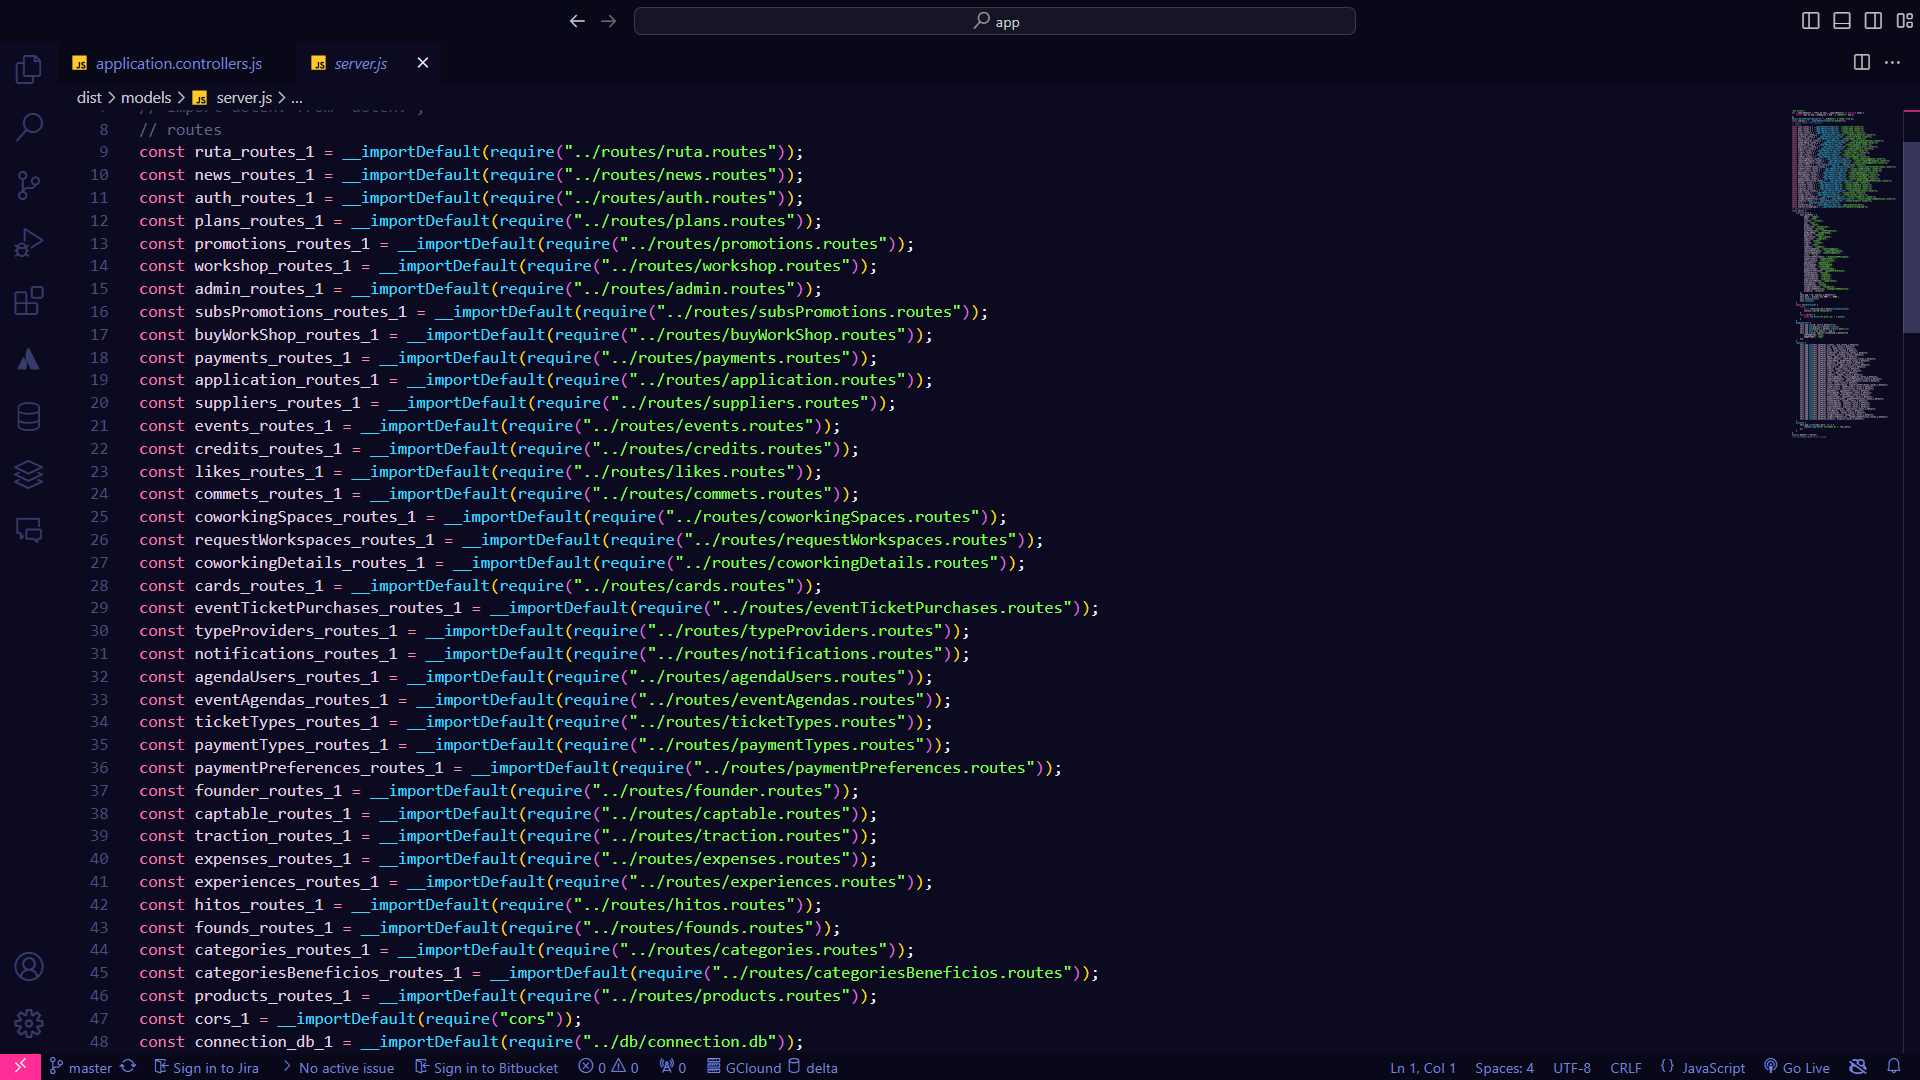 app
application.controllers.js
server.js
dist > models > server.js > ...
8 // routes
9 const ruta_routes_1 = __importDefault(require("../routes/ruta.routes"));
10 const news_routes_1 = __importDefault(require("../routes/news.routes"));
11 const auth_routes_1 = __importDefault(require("../routes/auth.routes"));
12 const plans_routes_1 = __importDefault(require("../routes/plans.routes"));
13 const promotions_routes_1 = __importDefault(require("../routes/promotions.routes"));
14 const workshop_routes_1 = __importDefault(require("../routes/workshop.routes"));
15 const admin_routes_1 = __importDefault(require("../routes/admin.routes"));
16 const subsPromotions_routes_1 = __importDefault(require("../routes/subsPromotions.routes"));
17 const buyWorkShop_routes_1 = __importDefault(require("../routes/buyWorkShop.routes"));
18 const payments_routes_1 = __importDefault(require("../routes/payments.routes"));
19 const application_routes_1 = __importDefault(require("../routes/application.routes"));
20 const suppliers_routes_1 = __importDefault(require("../routes/suppliers.routes"));
21 const events_routes_1 = __importDefault(require("../routes/events.routes"));
22 const credits_routes_1 = __importDefault(require("../routes/credits.routes"));
23 const likes_routes_1 = __importDefault(require("../routes/likes.routes"));
24 const commets_routes_1 = __importDefault(require("../routes/commets.routes"));
25 const coworkingSpaces_routes_1 = __importDefault(require("../routes/coworkingSpaces.routes"));
26 const requestWorkspaces_routes_1 = __importDefault(require("../routes/requestWorkspaces.routes"));
27 const coworkingDetails_routes_1 = __importDefault(require("../routes/coworkingDetails.routes"));
28 const cards_routes_1 = __importDefault(require("../routes/cards.routes"));
29 const eventTicketPurchases_routes_1 = __importDefault(require("../routes/eventTicketPurchases.routes"));
30 const typeProviders_routes_1 = __importDefault(require("../routes/typeProviders.routes"));
31 const notifications_routes_1 = __importDefault(require("../routes/notifications.routes"));
32 const agendaUsers_routes_1 = __importDefault(require("../routes/agendaUsers.routes"));
33 const eventAgendas_routes_1 = __importDefault(require("../routes/eventAgendas.routes"));
34 const ticketTypes_routes_1 = __importDefault(require("../routes/ticketTypes.routes"));
35 const paymentTypes_routes_1 = __importDefault(require("../routes/paymentTypes.routes"));
36 const paymentPreferences_routes_1 = __importDefault(require("../routes/paymentPreferences.routes"));
37 const founder_routes_1 = __importDefault(require("../routes/founder.routes"));
38 const captable_routes_1 = __importDefault(require("../routes/captable.routes"));
39 const traction_routes_1 = __importDefault(require("../routes/traction.routes"));
40 const expenses_routes_1 = __importDefault(require("../routes/expenses.routes"));
41 const experiences_routes_1 = __importDefault(require("../routes/experiences.routes"));
42 const hitos_routes_1 = __importDefault(require("../routes/hitos.routes"));
43 const founds_routes_1 = __importDefault(require("../routes/founds.routes"));
44 const categories_routes_1 = __importDefault(require("../routes/categories.routes"));
45 const categoriesBeneficios_routes_1 = __importDefault(require("../routes/categoriesBeneficios.routes"));
46 const products_routes_1 = __importDefault(require("../routes/products.routes"));
47 const cors_1 = __importDefault(require("cors"));
48 const connection_db_1 = __importDefault(require("../db/connection.db"));
master Sign in to Jira No active issue Sign in to Bitbucket 0 0 0 GClound delta Ln 1, Col 1 Spaces: 4 UTF-8 CRLF {} JavaScript Go Live